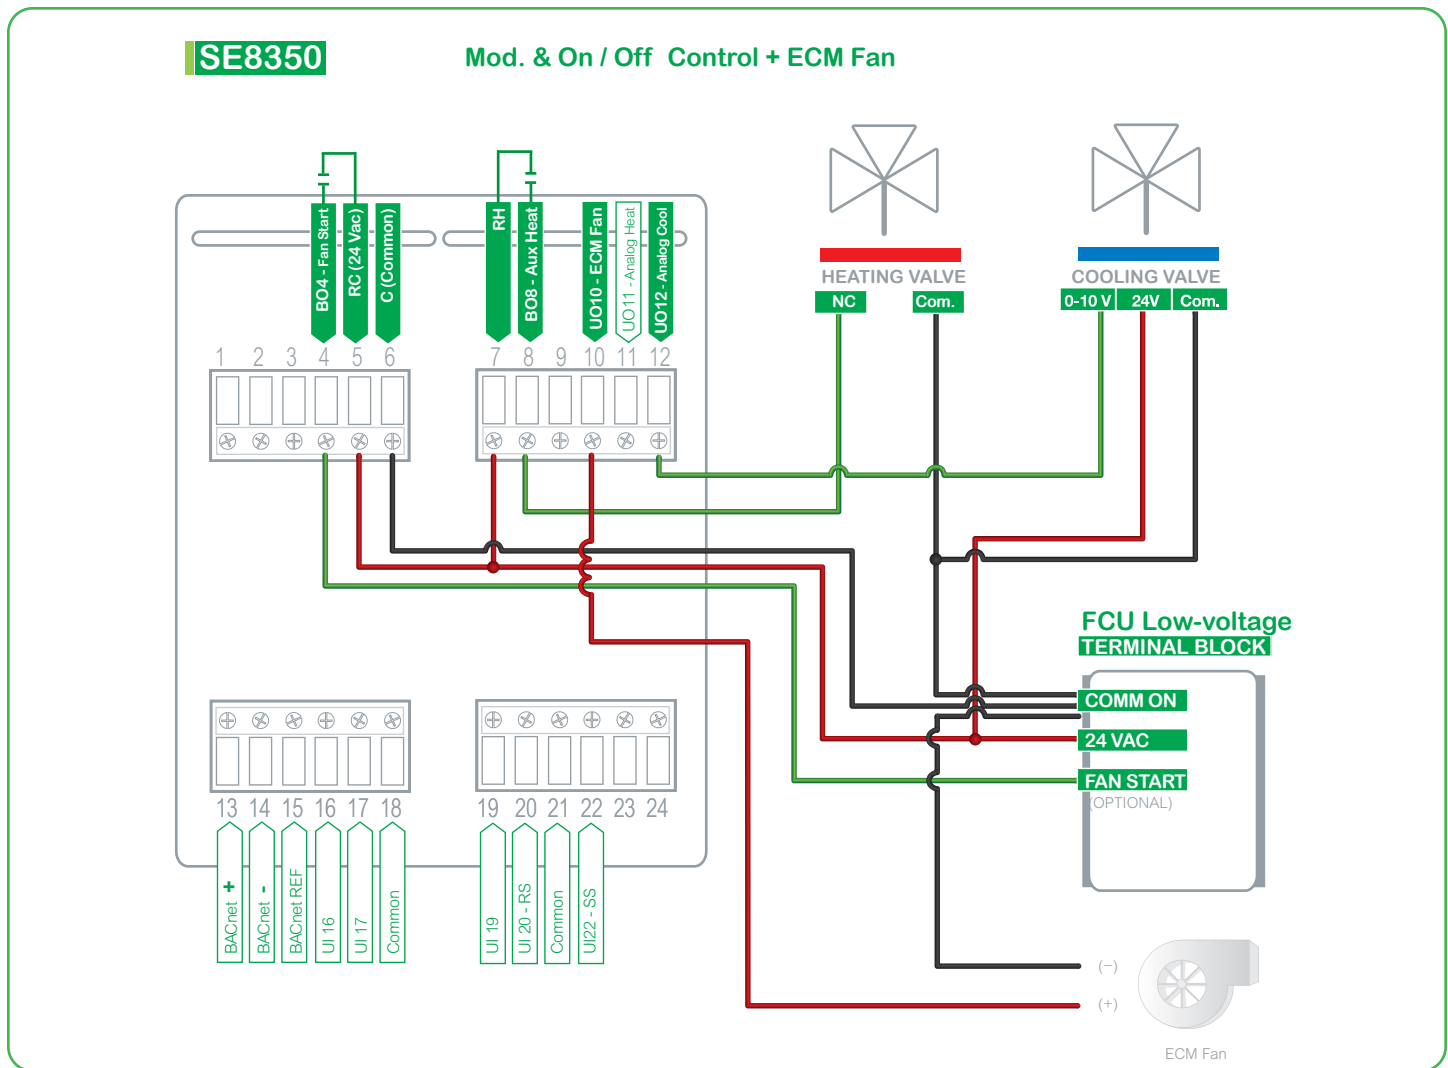 SE8350
Mod. & On / Off Control + ECM Fan
BO4 - Fan Start
RC (24 Vac)
C (Common)
RH
BO8 - Aux Heat
UO10 - ECM Fan
UO11 - Analog Heat
UO12 - Analog Cool
1 2 3 4 5 6
7 8 9 10 11 12
HEATING VALVE
NC Com.
COOLING VALVE
0-10 V 24V Com.
FCU Low-voltage
TERMINAL BLOCK
COMM ON
24 VAC
FAN START
(OPTIONAL)
13 14 15 16 17 18
19 20 21 22 23 24
BACnet +
BACnet -
BACnet REF
UI 16
UI 17
Common
UI 19
UI 20 - RS
Common
UI22 - SS
(−)
(+)
ECM Fan